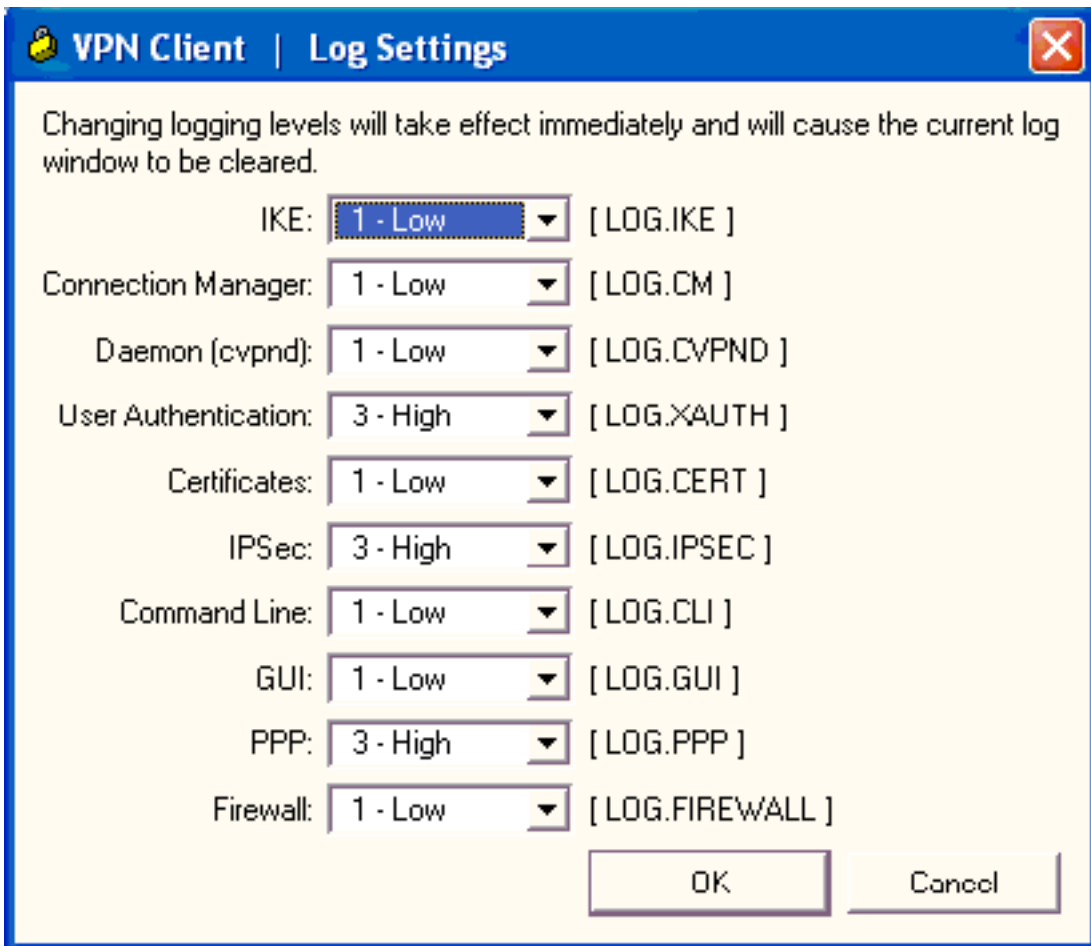 VPN Client | Log Settings
Changing logging levels will take effect immediately and will cause the current log
window to be cleared.
IKE: 1 - Low [ LOG.IKE ]
Connection Manager: 1 - Low [ LOG.CM ]
Daemon (cvpnd): 1 - Low [ LOG.CVPND ]
User Authentication: 3 - High [ LOG.XAUTH ]
Certificates: 1 - Low [ LOG.CERT ]
IPSec: 3 - High [ LOG.IPSEC ]
Command Line: 1 - Low [ LOG.CLI ]
GUI: 1 - Low [ LOG.GUI ]
PPP: 3 - High [ LOG.PPP ]
Firewall: 1 - Low [ LOG.FIREWALL ]
OK Cancel